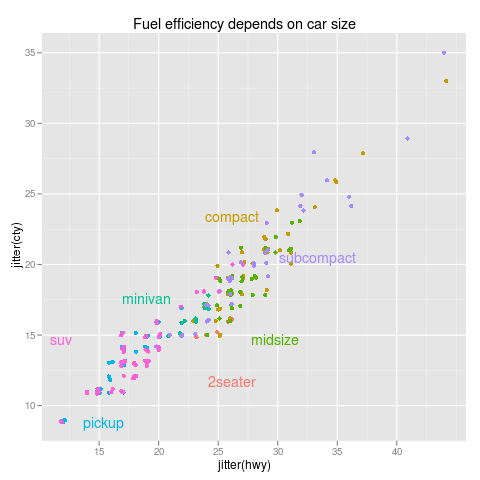 Fuel efficiency depends on car size
jitter(cty)
35
30
25
20
15
10
compact
subcompact
minivan
suv
midsize
2seater
pickup
15
20
25
30
35
40
jitter(hwy)